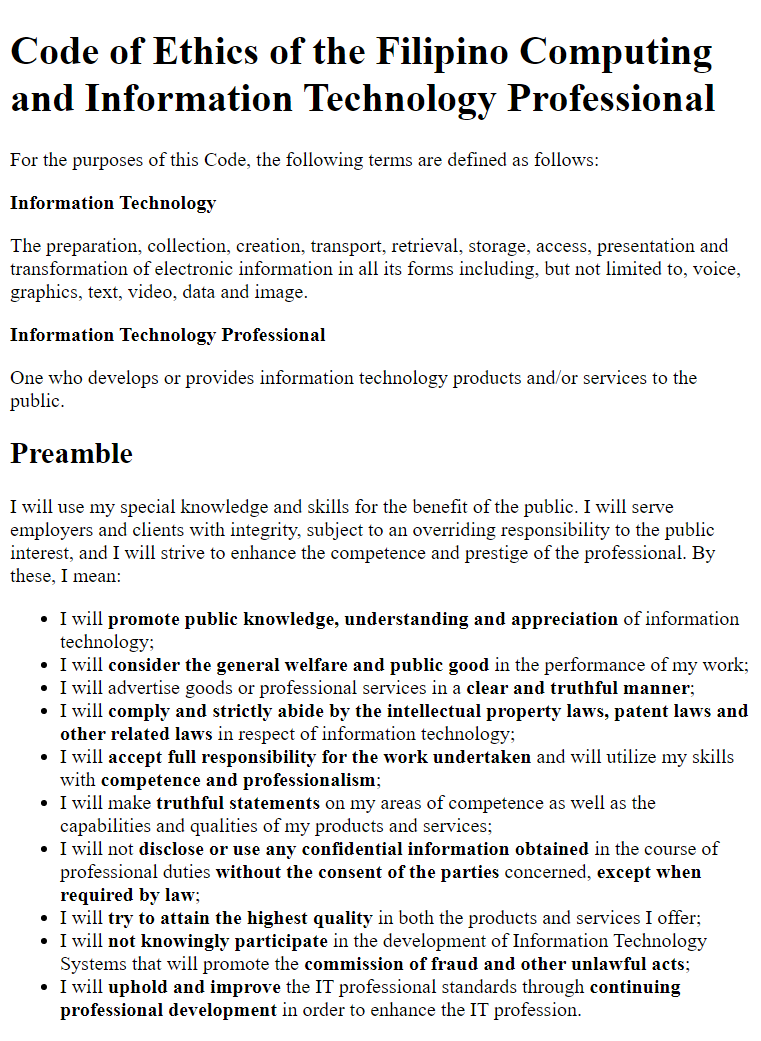 Code of Ethics of the Filipino Computing
and Information Technology Professional
For the purposes of this Code, the following terms are defined as follows:
Information Technology
The preparation, collection, creation, transport, retrieval, storage, access, presentation and
transformation of electronic information in all its forms including, but not limited to, voice,
graphics, text, video, data and image.
Information Technology Professional
One who develops or provides information technology products and/or services to the
public.
Preamble
I will use my special knowledge and skills for the benefit of the public. I will serve
employers and clients with integrity, subject to an overriding responsibility to the public
interest, and I will strive to enhance the competence and prestige of the professional. By
these, I mean:
• I will promote public knowledge, understanding and appreciation of information
technology;
• I will consider the general welfare and public good in the performance of my work;
• I will advertise goods or professional services in a clear and truthful manner;
• I will comply and strictly abide by the intellectual property laws, patent laws and
other related laws in respect of information technology;
• I will accept full responsibility for the work undertaken and will utilize my skills
with competence and professionalism;
• I will make truthful statements on my areas of competence as well as the
capabilities and qualities of my products and services;
• I will not disclose or use any confidential information obtained in the course of
professional duties without the consent of the parties concerned, except when
required by law;
• I will try to attain the highest quality in both the products and services I offer;
• I will not knowingly participate in the development of Information Technology
Systems that will promote the commission of fraud and other unlawful acts;
• I will uphold and improve the IT professional standards through continuing
professional development in order to enhance the IT profession.